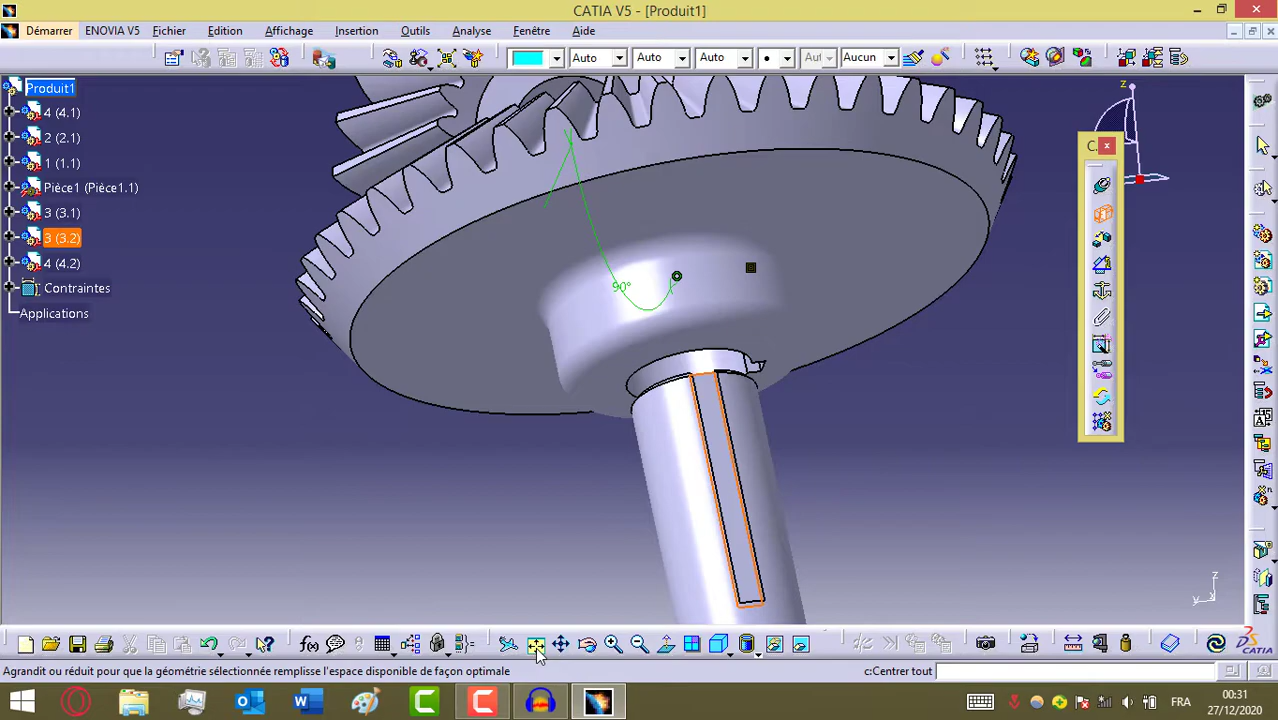 CATIA V5 - [Produit1]
Démarrer ENOVIA V5 Fichier Edition Affichage Insertion Outils Analyse Fenêtre Aide
Auto Auto Auto Aut Aucun
Produit1
4 (4.1)
2 (2.1)
1 (1.1)
Pièce1 (Pièce1.1)
3 (3.1)
3 (3.2)
4 (4.2)
Contraintes
Applications
90°
C...
z
z
y x
Agrandit ou réduit pour que la géométrie sélectionnée remplisse l'espace disponible de façon optimale
c:Centrer tout
CATIA
FRA
00:31
27/12/2020